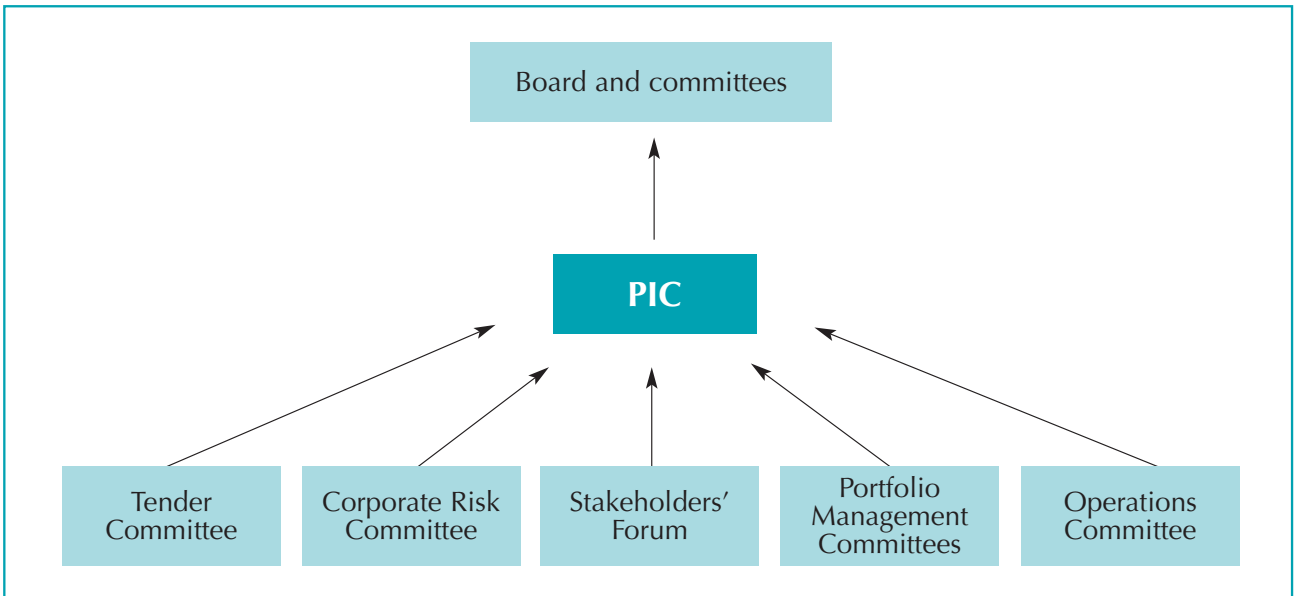 Board and committees
PIC
Tender
Committee
Corporate Risk
Committee
Stakeholders’
Forum
Portfolio
Management
Committees
Operations
Committee